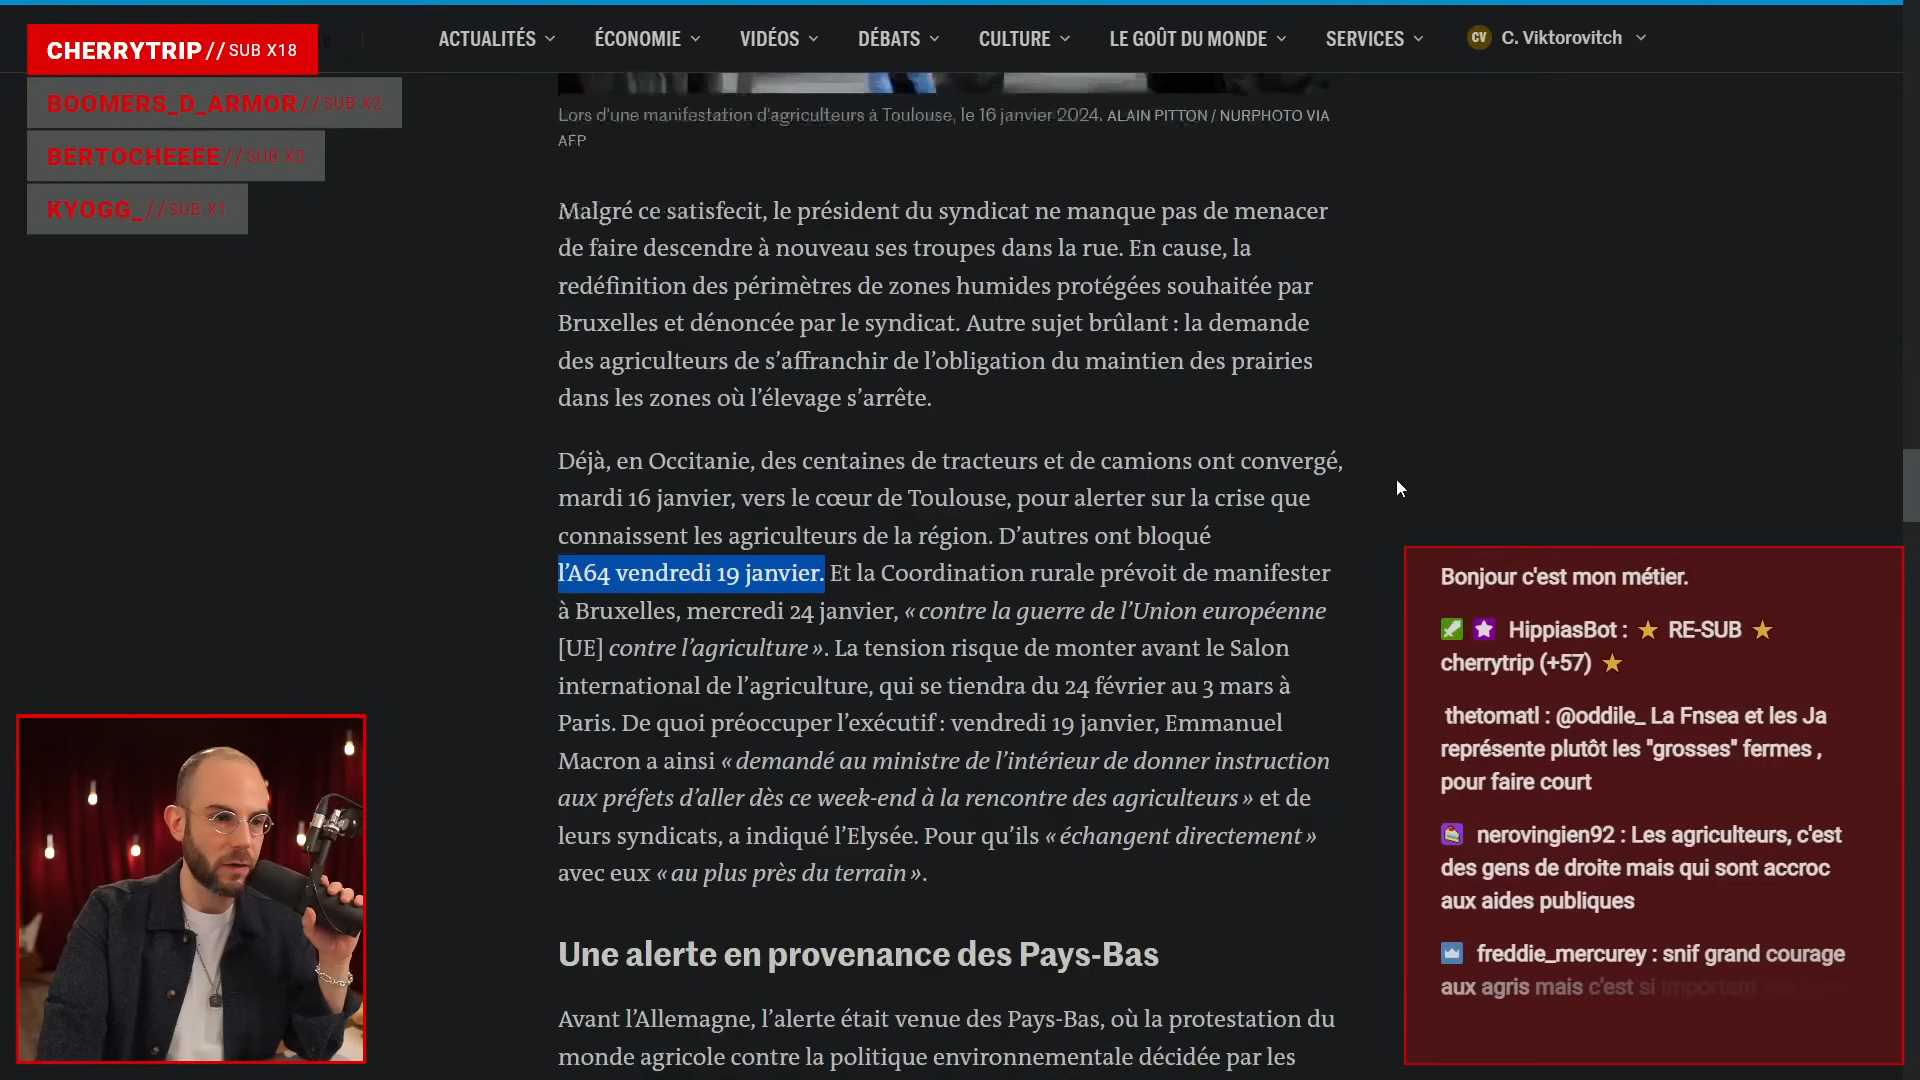 CHERRYTRIP // SUB X18
BOOMERS_D_ARMOR // SUB X2
BERTOCHEEEE // SUB X5
KYOGG_ // SUB X1
ACTUALITÉS ÉCONOMIE VIDÉOS DÉBATS CULTURE LE GOÛT DU MONDE SERVICES CV C. Viktorovitch
Lors d'une manifestation d'agriculteurs à Toulouse, le 16 janvier 2024. ALAIN PITTON / NURPHOTO VIA
AFP
Malgré ce satisfecit, le président du syndicat ne manque pas de menacer
de faire descendre à nouveau ses troupes dans la rue. En cause, la
redéfinition des périmètres de zones humides protégées souhaitée par
Bruxelles et dénoncée par le syndicat. Autre sujet brûlant : la demande
des agriculteurs de s’affranchir de l’obligation du maintien des prairies
dans les zones où l’élevage s’arrête.
Déjà, en Occitanie, des centaines de tracteurs et de camions ont convergé,
mardi 16 janvier, vers le cœur de Toulouse, pour alerter sur la crise que
connaissent les agriculteurs de la région. D’autres ont bloqué
l’A64 vendredi 19 janvier. Et la Coordination rurale prévoit de manifester
à Bruxelles, mercredi 24 janvier, « contre la guerre de l’Union européenne
[UE] contre l’agriculture ». La tension risque de monter avant le Salon
international de l’agriculture, qui se tiendra du 24 février au 3 mars à
Paris. De quoi préoccuper l’exécutif : vendredi 19 janvier, Emmanuel
Macron a ainsi « demandé au ministre de l’intérieur de donner instruction
aux préfets d’aller dès ce week-end à la rencontre des agriculteurs » et de
leurs syndicats, a indiqué l’Elysée. Pour qu’ils « échangent directement »
avec eux « au plus près du terrain ».
Une alerte en provenance des Pays-Bas
Avant l’Allemagne, l’alerte était venue des Pays-Bas, où la protestation du
monde agricole contre la politique environnementale décidée par les
Bonjour c'est mon métier.
HippiasBot : ★ RE-SUB ★
cherrytrip (+57) ★
thetomatl : @oddile_ La Fnsea et les Ja
représente plutôt les "grosses" fermes ,
pour faire court
nerovingien92 : Les agriculteurs, c'est
des gens de droite mais qui sont accroc
aux aides publiques
freddie_mercurey : snif grand courage
aux agris mais c'est si important